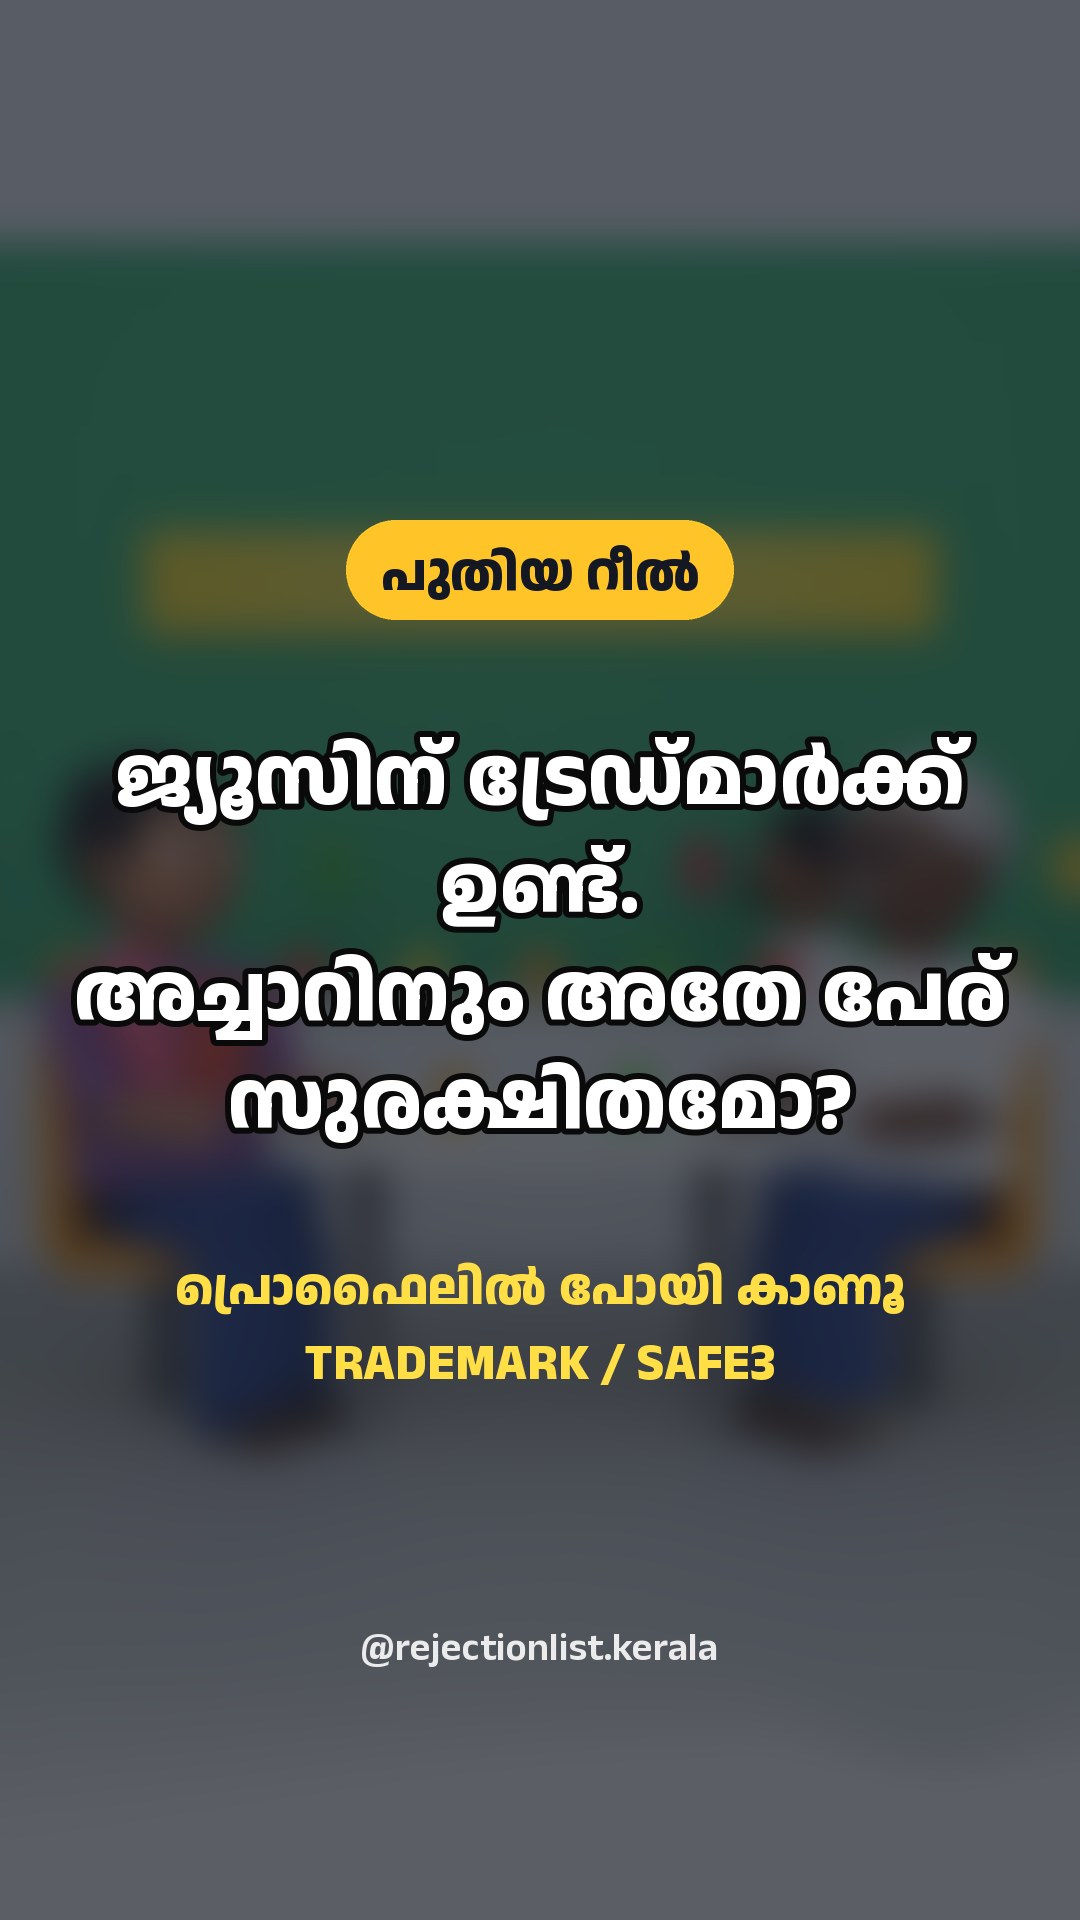 പുതിയ റീൽ
ജ്യൂസിന് ട്രേഡ്മാർക്ക്
ഉണ്ട്.
അച്ചാറിനും അതേ പേര്
സുരക്ഷിതമോ?
പ്രൊഫൈലിൽ പോയി കാണൂ
TRADEMARK / SAFE3
@rejectionlist.kerala